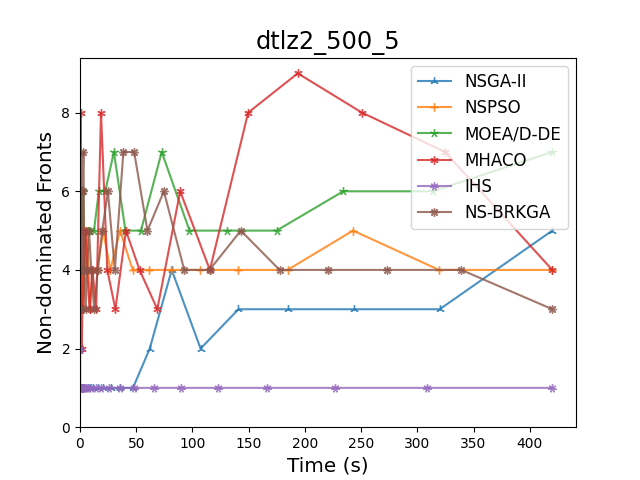 dtlz2_500_5
NSGA-II
NSPSO
MOEA/D-DE
MHACO
IHS
NS-BRKGA
Non-dominated Fronts
8
6
4
2
0
0 50 100 150 200 250 300 350 400
Time (s)